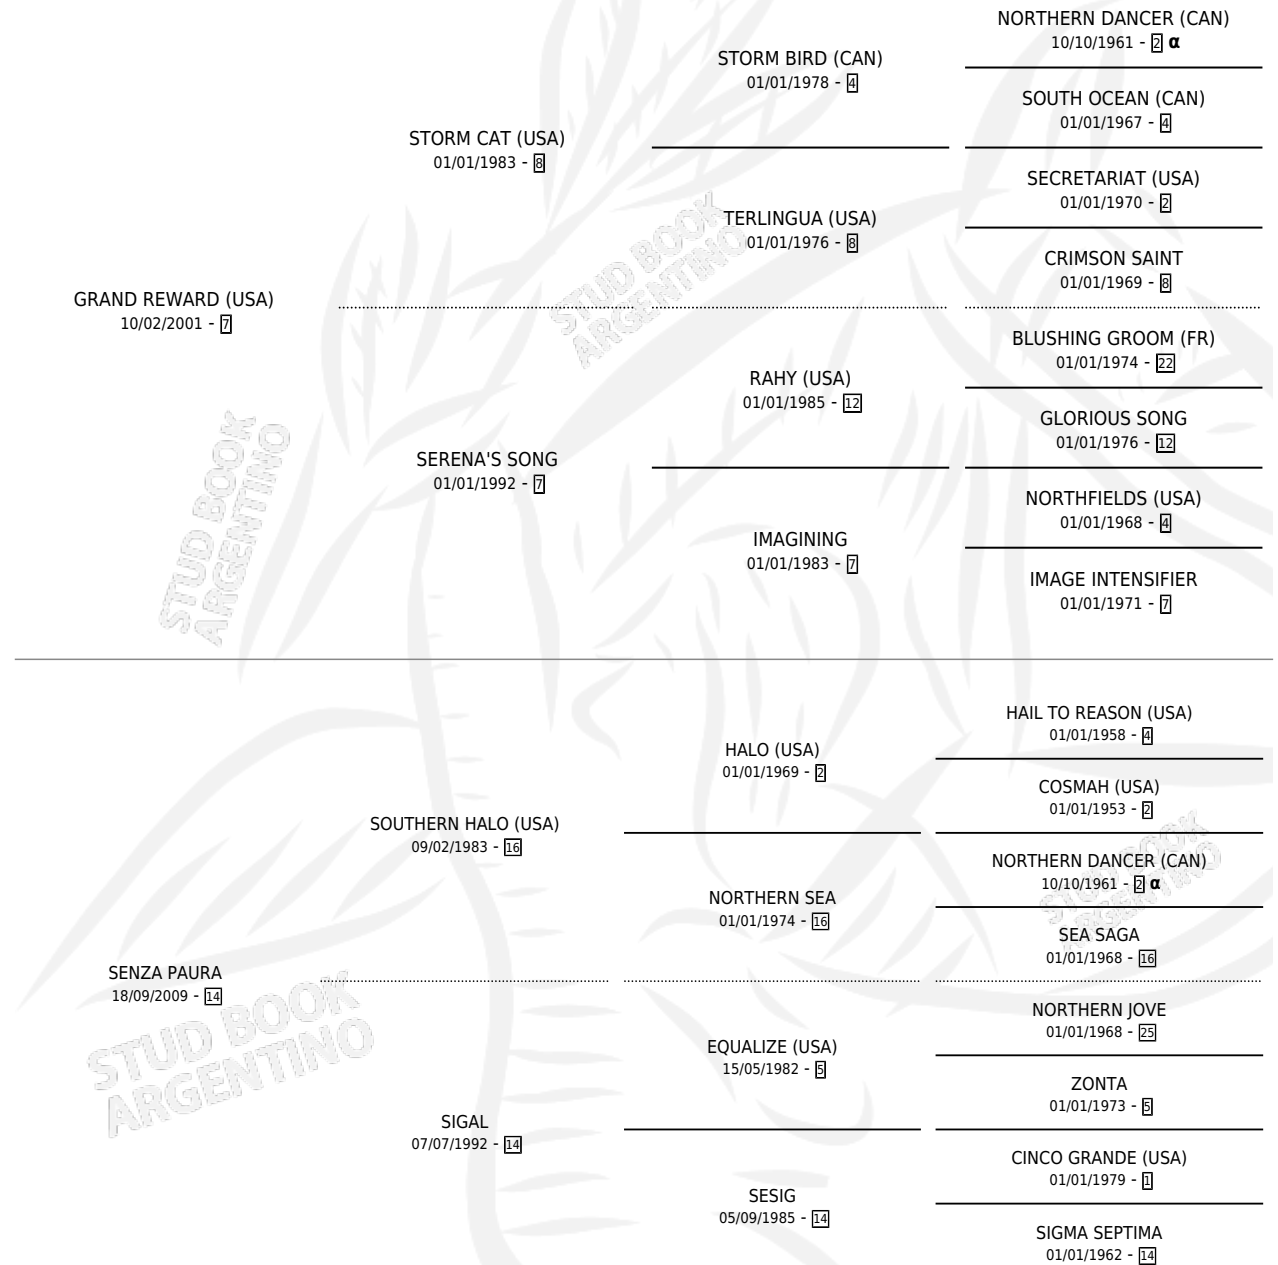 NORTHERN DANCER (CAN)
10/10/1961 - 2 α
STORM BIRD (CAN)
01/01/1978 - 4
SOUTH OCEAN (CAN)
01/01/1967 - 4
STORM CAT (USA)
01/01/1983 - 8
SECRETARIAT (USA)
01/01/1970 - 2
TERLINGUA (USA)
01/01/1976 - 8
CRIMSON SAINT
01/01/1969 - 8
GRAND REWARD (USA)
10/02/2001 - 7
BLUSHING GROOM (FR)
01/01/1974 - 22
RAHY (USA)
01/01/1985 - 12
GLORIOUS SONG
01/01/1976 - 12
SERENA'S SONG
01/01/1992 - 7
NORTHFIELDS (USA)
01/01/1968 - 4
IMAGINING
01/01/1983 - 7
IMAGE INTENSIFIER
01/01/1971 - 7
HAIL TO REASON (USA)
01/01/1958 - 4
HALO (USA)
01/01/1969 - 2
COSMAH (USA)
01/01/1953 - 2
SOUTHERN HALO (USA)
09/02/1983 - 16
NORTHERN DANCER (CAN)
10/10/1961 - 2 α
NORTHERN SEA
01/01/1974 - 16
SEA SAGA
01/01/1968 - 16
SENZA PAURA
18/09/2009 - 14
NORTHERN JOVE
01/01/1968 - 25
EQUALIZE (USA)
15/05/1982 - 5
ZONTA
01/01/1973 - 5
SIGAL
07/07/1992 - 14
CINCO GRANDE (USA)
01/01/1979 - 1
SESIG
05/09/1985 - 14
SIGMA SEPTIMA
01/01/1962 - 14
STUD BOOK
ARGENTINO
STUD BOOK
ARGENTINO
STUD BOOK
ARGENTINO
STUD BOOK
ARGENTINO